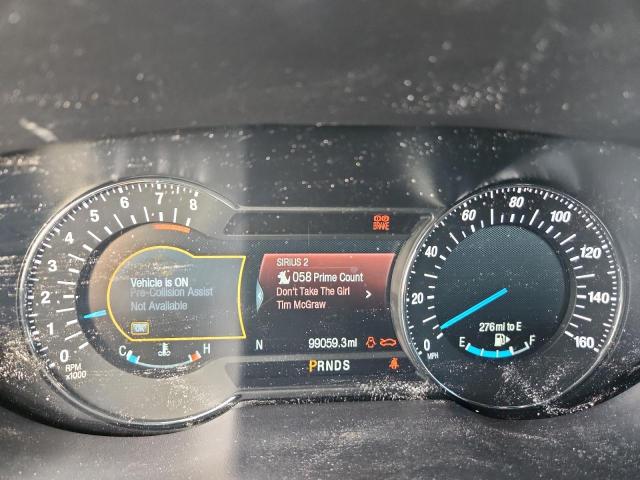 0 1 2 3 4 5 6 7 8
RPM
x1000
Vehicle is ON
Pre-Collision Assist
Not Available
OK
C H
BRAKE
SIRIUS 2
058 Prime Count
Don't Take The Girl
Tim McGraw
N 99059.3mi
PRNDS
0 20 40 60 80 100 120 140 160
MPH
276mi to E
E F